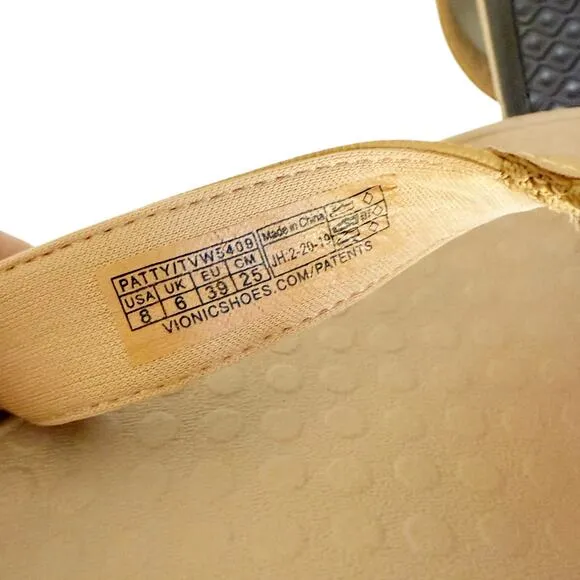 PATTY/TVW5409
USA UK EU CM
8 6 39 25
VIONICSHOES.COM/PATENTS
Made in China
JH:2-20-19